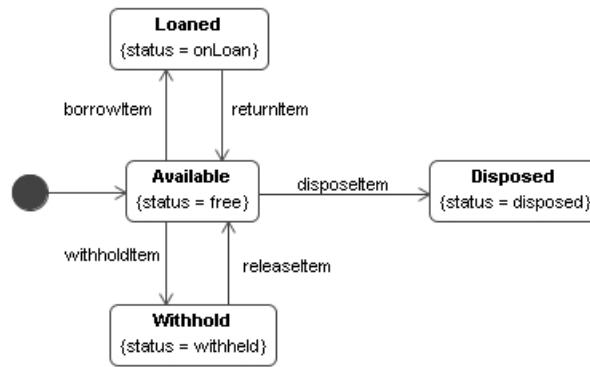 Loaned
{status = onLoan}
borrowItem
returnItem
Available
{status = free}
disposeItem
Disposed
{status = disposed}
withholdItem
releaseItem
Withhold
{status = withheld}